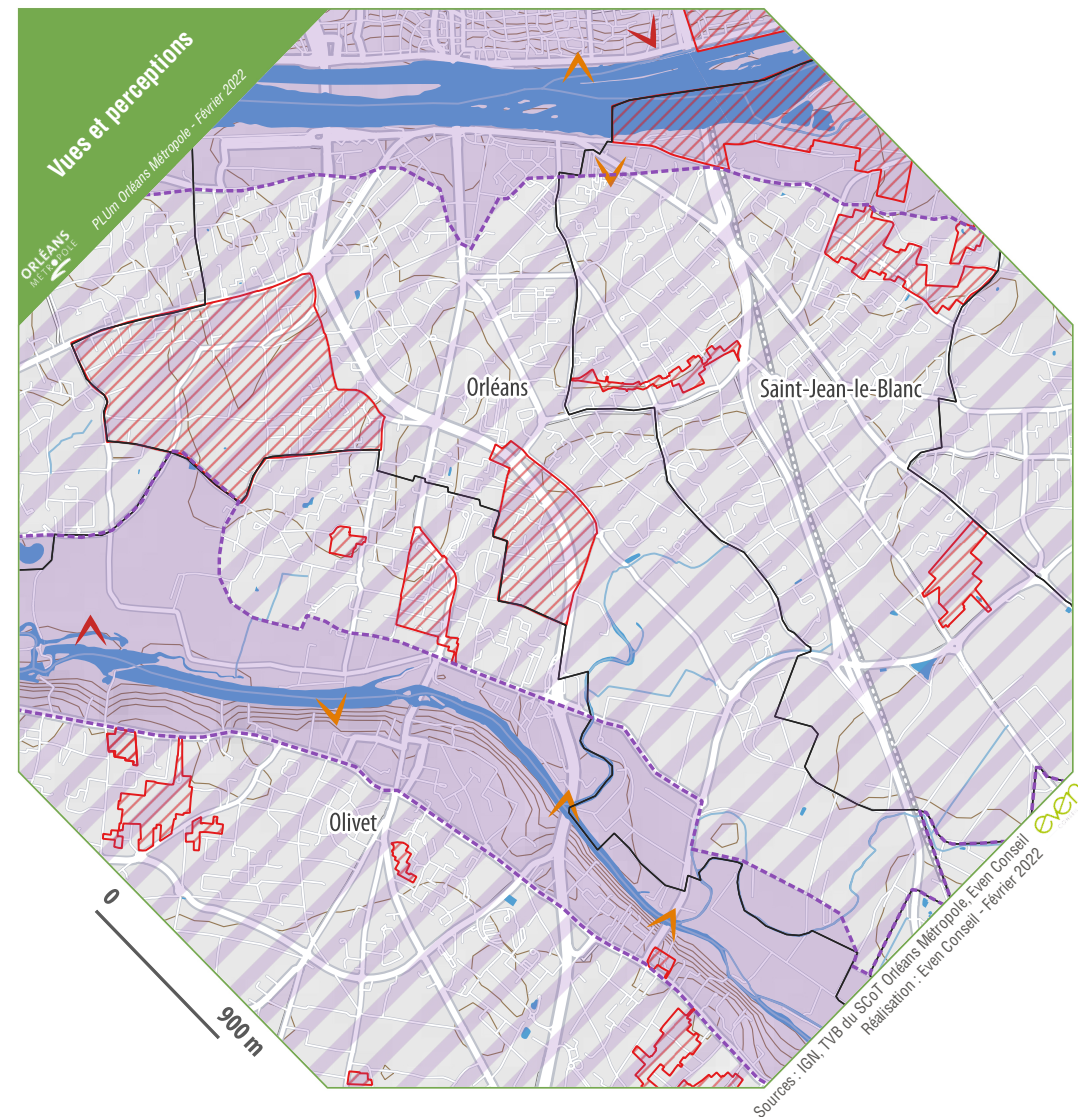 Vues et perceptions
PLUm Orléans Métropole - Février 2022
ORLÉANS
MÉTROPOLE
Orléans
Saint-Jean-le-Blanc
Olivet
0
900 m
Sources : IGN, TVB du SCoT Orléans Métropole, Even Conseil
Réalisation : Even Conseil - Février 2022
even